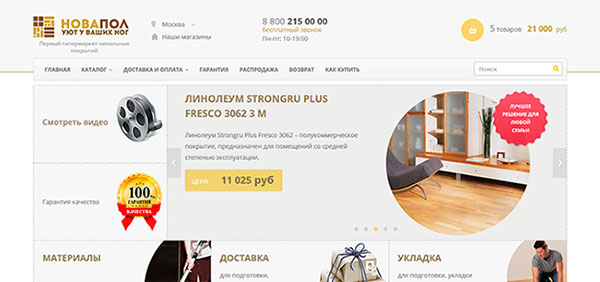 НОВАПОЛ
УЮТ У ВАШИХ НОГ
Первый гипермаркет напольных
покрытий
Москва
Наши магазины
8 800 215 00 00
бесплатный звонок
Пн-пт: 10-19:00
5 товаров 21 000 руб
ГЛАВНАЯ КАТАЛОГ ДОСТАВКА И ОПЛАТА ГАРАНТИЯ РАСПРОДАЖА ВОЗВРАТ КАК КУПИТЬ
Поиск
Смотреть видео
ЛИНОЛЕУМ STRONGRU PLUS
FRESCO 3062 3 М
Линолеум Strongru Plus Fresco 3062 – полукоммерческое
покрытие, предназначен для помещений со средней
степенью эксплуатации.
ЦЕНА 11 025 руб
ЛУЧШЕЕ
РЕШЕНИЕ ДЛЯ
ЛЮБОЙ
СЕМЬИ
Гарантия качества
100%
ГАРАНТИЯ
КАЧЕСТВА
МАТЕРИАЛЫ
для подготовки,
ДОСТАВКА
для подготовки,
УКЛАДКА
для подготовки, укладки